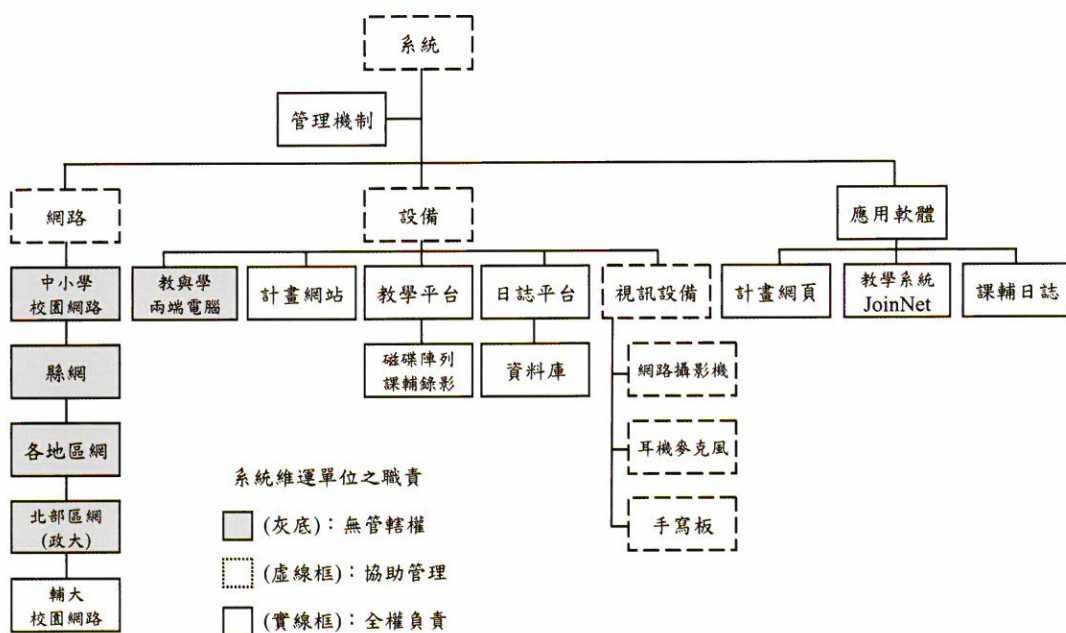 系統
管理機制
網路
設備
應用軟體
中小學
校園網路
教與學
兩端電腦
計畫網站
教學平台
日誌平台
視訊設備
計畫網頁
教學系統
JoinNet
課輔日誌
縣網
磁碟陣列
課輔錄影
資料庫
網路攝影機
各地區網
耳機麥克風
北部區網
(政大)
手寫板
輔大
校園網路
系統維運單位之職責
(灰底)：無管轄權
(虛線框)：協助管理
(實線框)：全權負責